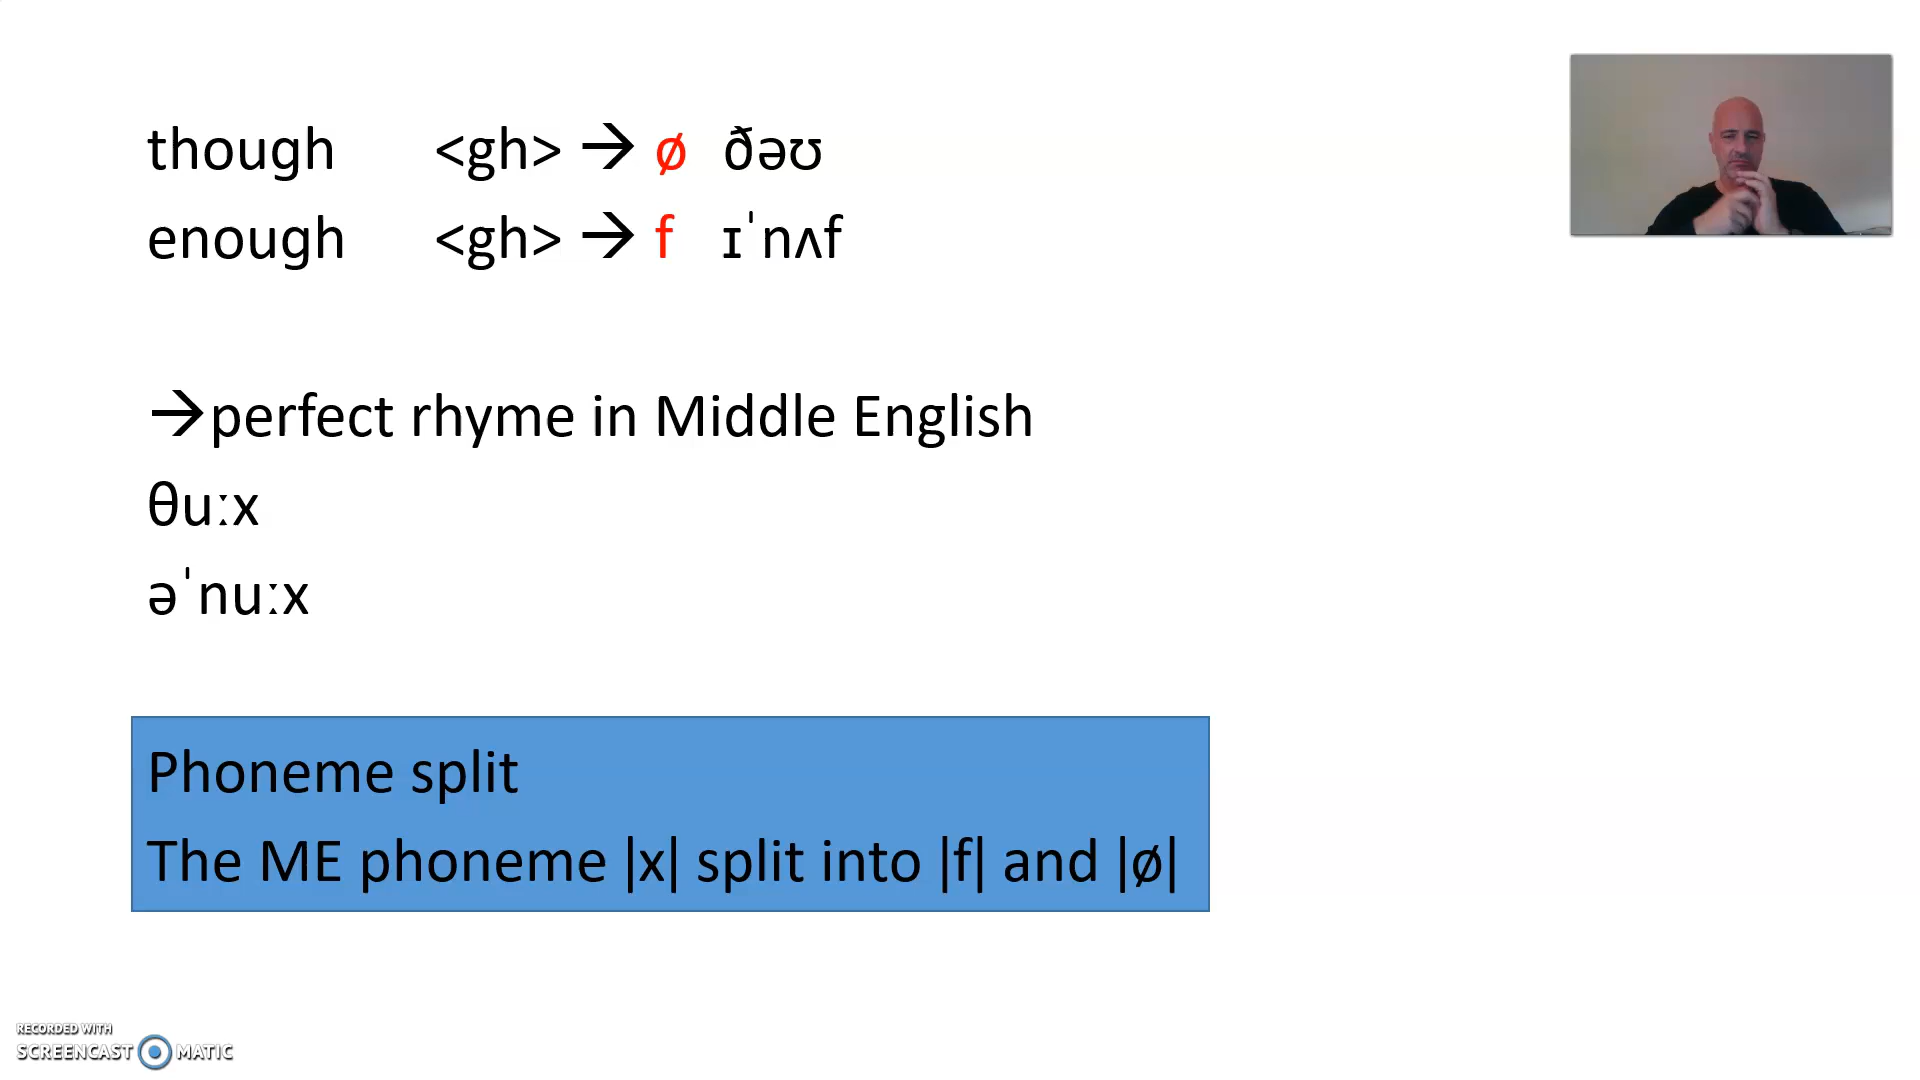 though <gh> → ø ðəʊ
enough <gh> → f ɪˈnʌf
→perfect rhyme in Middle English
θuːx
əˈnuːx
Phoneme split
The ME phoneme |x| split into |f| and |ø|
RECORDED WITH
SCREENCAST MATIC